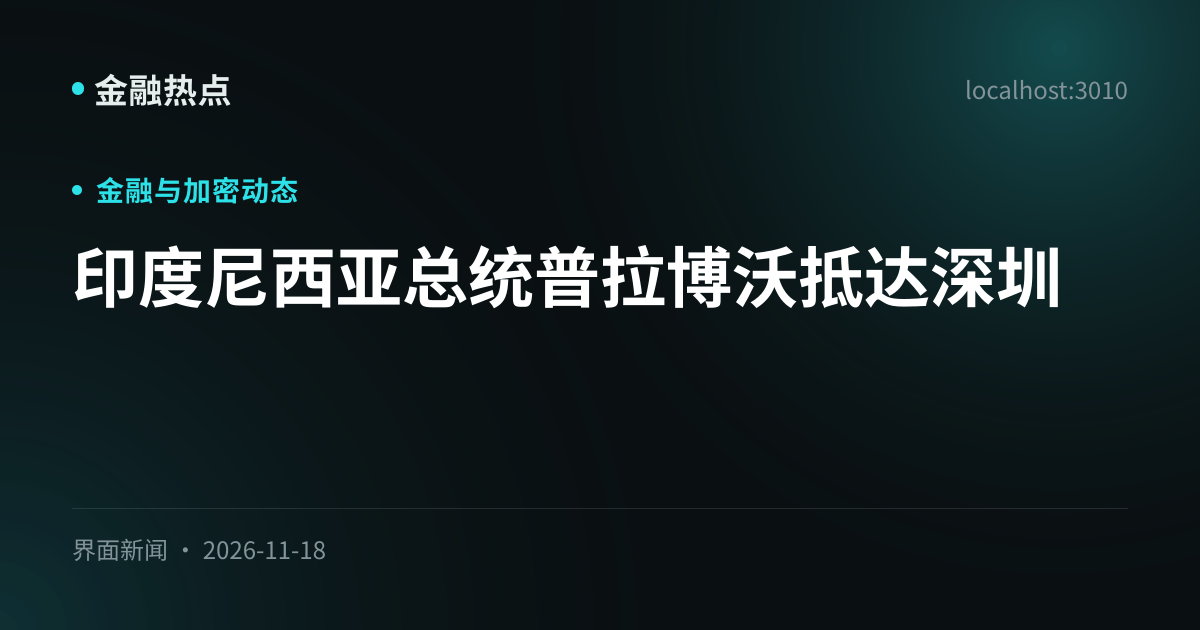 金融热点
localhost:3010
金融与加密动态
印度尼西亚总统普拉博沃抵达深圳
界面新闻 • 2026-11-18